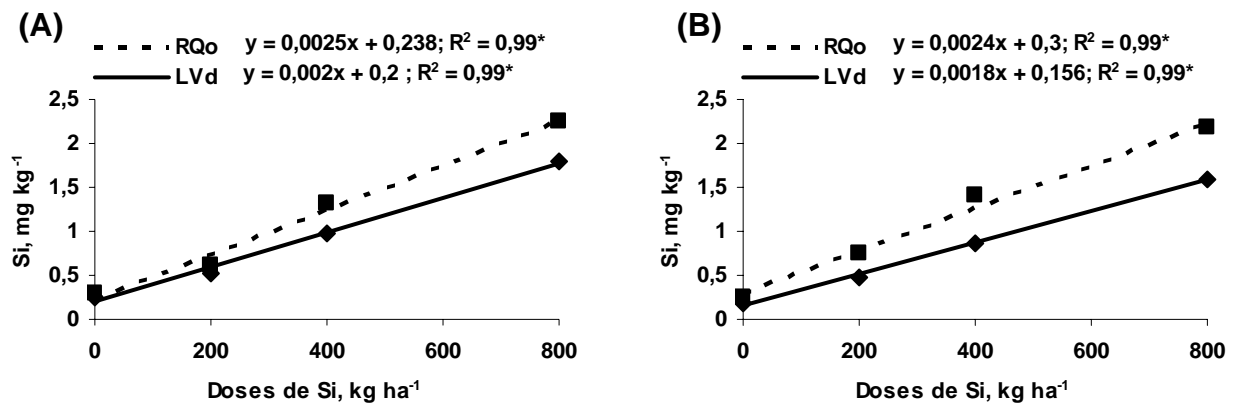 (A)
RQo y = 0,0025x + 0,238; R² = 0,99*
LVd y = 0,002x + 0,2 ; R² = 0,99*
2,5
2
1,5
1
0,5
0
Si, mg kg⁻¹
0 200 400 600 800
Doses de Si, kg ha⁻¹
(B)
RQo y = 0,0024x + 0,3; R² = 0,99*
LVd y = 0,0018x + 0,156; R² = 0,99*
2,5
2
1,5
1
0,5
0
Si, mg kg⁻¹
0 200 400 600 800
Doses de Si, kg ha⁻¹